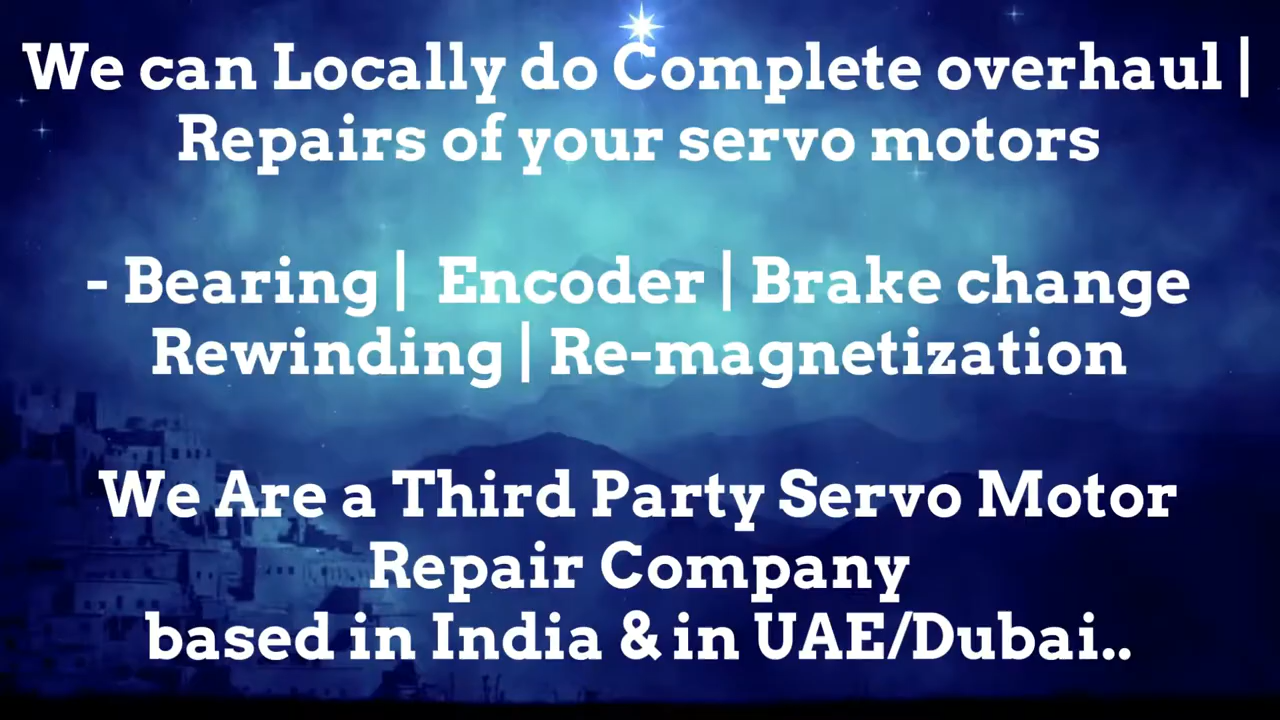 We can Locally do Complete overhaul |
Repairs of your servo motors
- Bearing | Encoder | Brake change
Rewinding | Re-magnetization
We Are a Third Party Servo Motor
Repair Company
based in India & in UAE/Dubai..